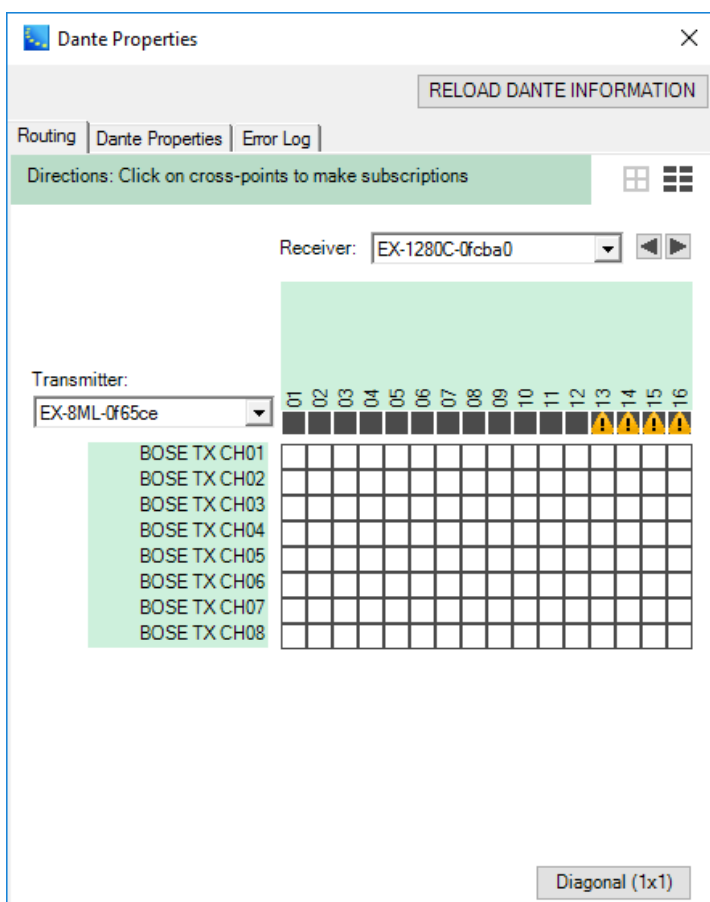 Dante Properties
RELOAD DANTE INFORMATION
Routing Dante Properties Error Log
Directions: Click on cross-points to make subscriptions
Receiver: EX-1280C-0fcba0
Transmitter:
EX-8ML-0f65ce
01 02 03 04 05 06 07 08 09 10 11 12 13 14 15 16
BOSE TX CH01
BOSE TX CH02
BOSE TX CH03
BOSE TX CH04
BOSE TX CH05
BOSE TX CH06
BOSE TX CH07
BOSE TX CH08
Diagonal (1x1)